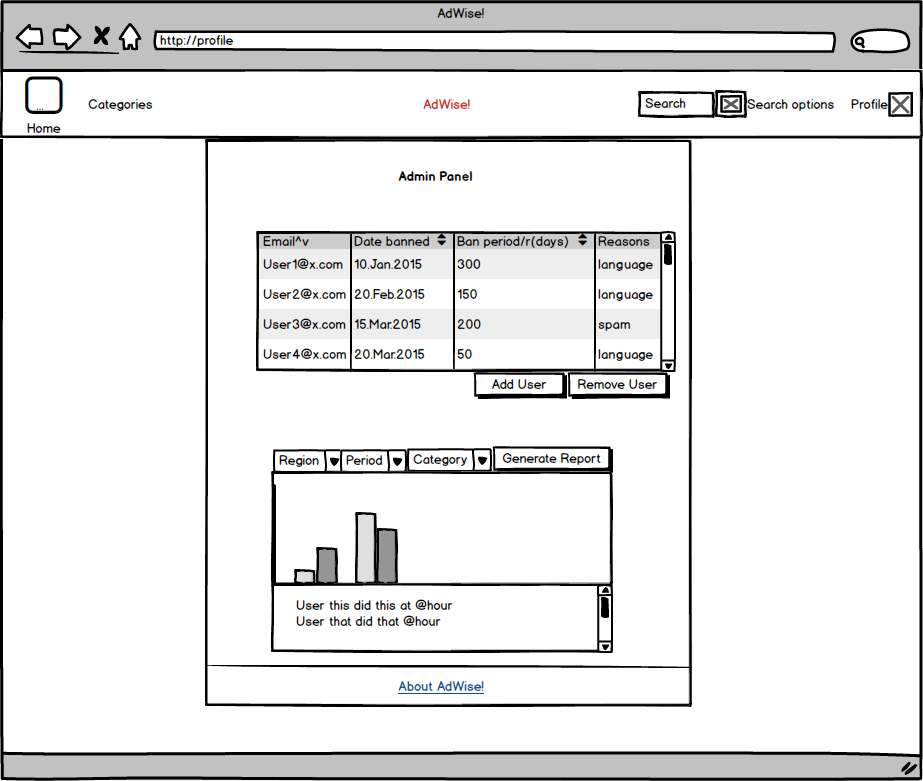 AdWise!
http://profile
... Categories AdWise! Search Search options Profile
Home
Admin Panel
Email^v Date banned Ban period/r(days) Reasons
User1@x.com 10.Jan.2015 300 language
User2@x.com 20.Feb.2015 150 language
User3@x.com 15.Mar.2015 200 spam
User4@x.com 20.Mar.2015 50 language
Add User Remove User
Region Period Category Generate Report
User this did this at @hour
User that did that @hour
About AdWise!